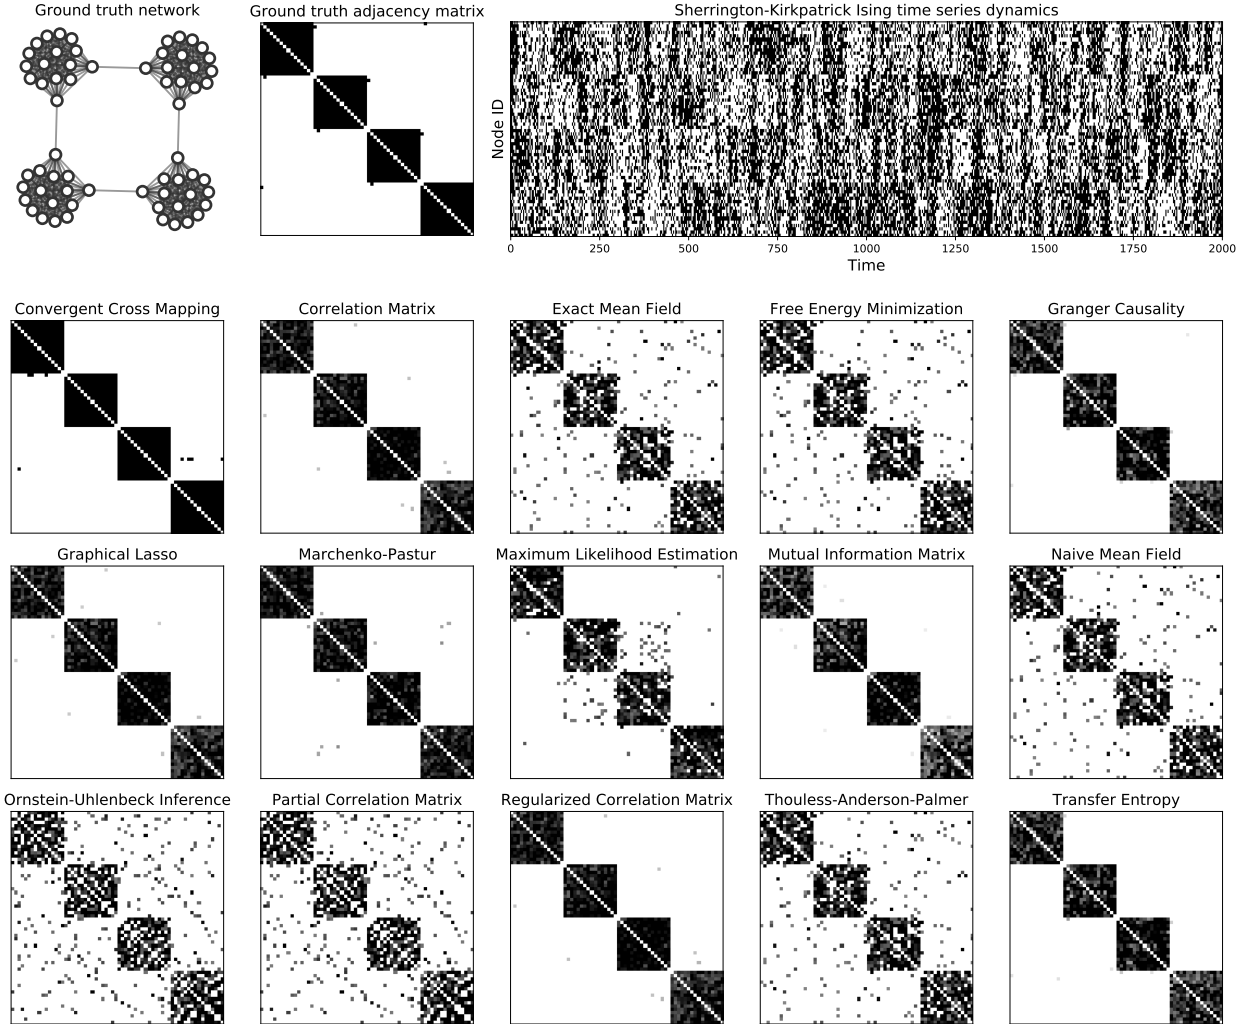 Ground truth network
Ground truth adjacency matrix
Sherrington-Kirkpatrick Ising time series dynamics
Node ID
0 250 500 750 1000 1250 1500 1750 2000
Time
Convergent Cross Mapping
Correlation Matrix
Exact Mean Field
Free Energy Minimization
Granger Causality
Graphical Lasso
Marchenko-Pastur
Maximum Likelihood Estimation
Mutual Information Matrix
Naive Mean Field
Ornstein-Uhlenbeck Inference
Partial Correlation Matrix
Regularized Correlation Matrix
Thouless-Anderson-Palmer
Transfer Entropy